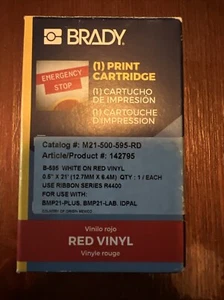 BRADY
(1) PRINT
CARTRIDGE
EMERGENCY
STOP
(1) CARTUCHO
DE IMPRESIÓN
(1) CARTOUCHE
D'IMPRESSION
Catalog #: M21-500-595-RD
Article/Product #: 142795
B-595 WHITE ON RED VINYL
0.5" X 21' (12.7MM X 6.4M) QTY : 1 / EACH
USE RIBBON SERIES R4400
FOR USE WITH:
BMP21-PLUS, BMP21-LAB, IDPAL
Vinilo rojo
RED VINYL
Vinyle rouge